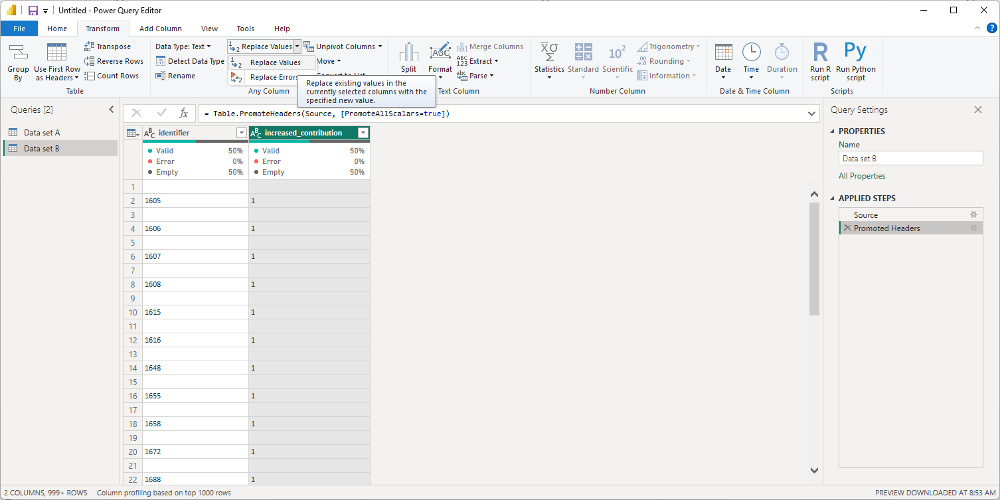 Untitled - Power Query Editor
File Home Transform Add Column View Tools Help
Group By
Use First Row as Headers
Transpose
Reverse Rows
Count Rows
Table
Data Type: Text
Detect Data Type
Rename
Replace Values
Replace Values
Replace Errors
Any Column
Unpivot Columns
Move
Replace existing values in the
currently selected columns with the
specified new value.
Split
Format
Merge Columns
Extract
Parse
Text Column
Statistics
Standard
Scientific
Trigonometry
Rounding
Information
Number Column
Date
Time
Duration
Date & Time Column
R
Run R script
Py
Run Python script
Scripts
Queries [2]
Data set A
Data set B
fx
= Table.PromoteHeaders(Source, [PromoteAllScalars=true])
identifier increased_contribution
Valid 50% Valid 50%
Error 0% Error 0%
Empty 50% Empty 50%
1
2 1605 1
3
4 1606 1
5
6 1607 1
7
8 1608 1
9
10 1615 1
11
12 1616 1
13
14 1648 1
15
16 1655 1
17
18 1658 1
19
20 1672 1
21
22 1688 1
Query Settings
PROPERTIES
Name
Data set B
All Properties
APPLIED STEPS
Source
Promoted Headers
2 COLUMNS, 999+ ROWS Column profiling based on top 1000 rows
PREVIEW DOWNLOADED AT 8:53 AM